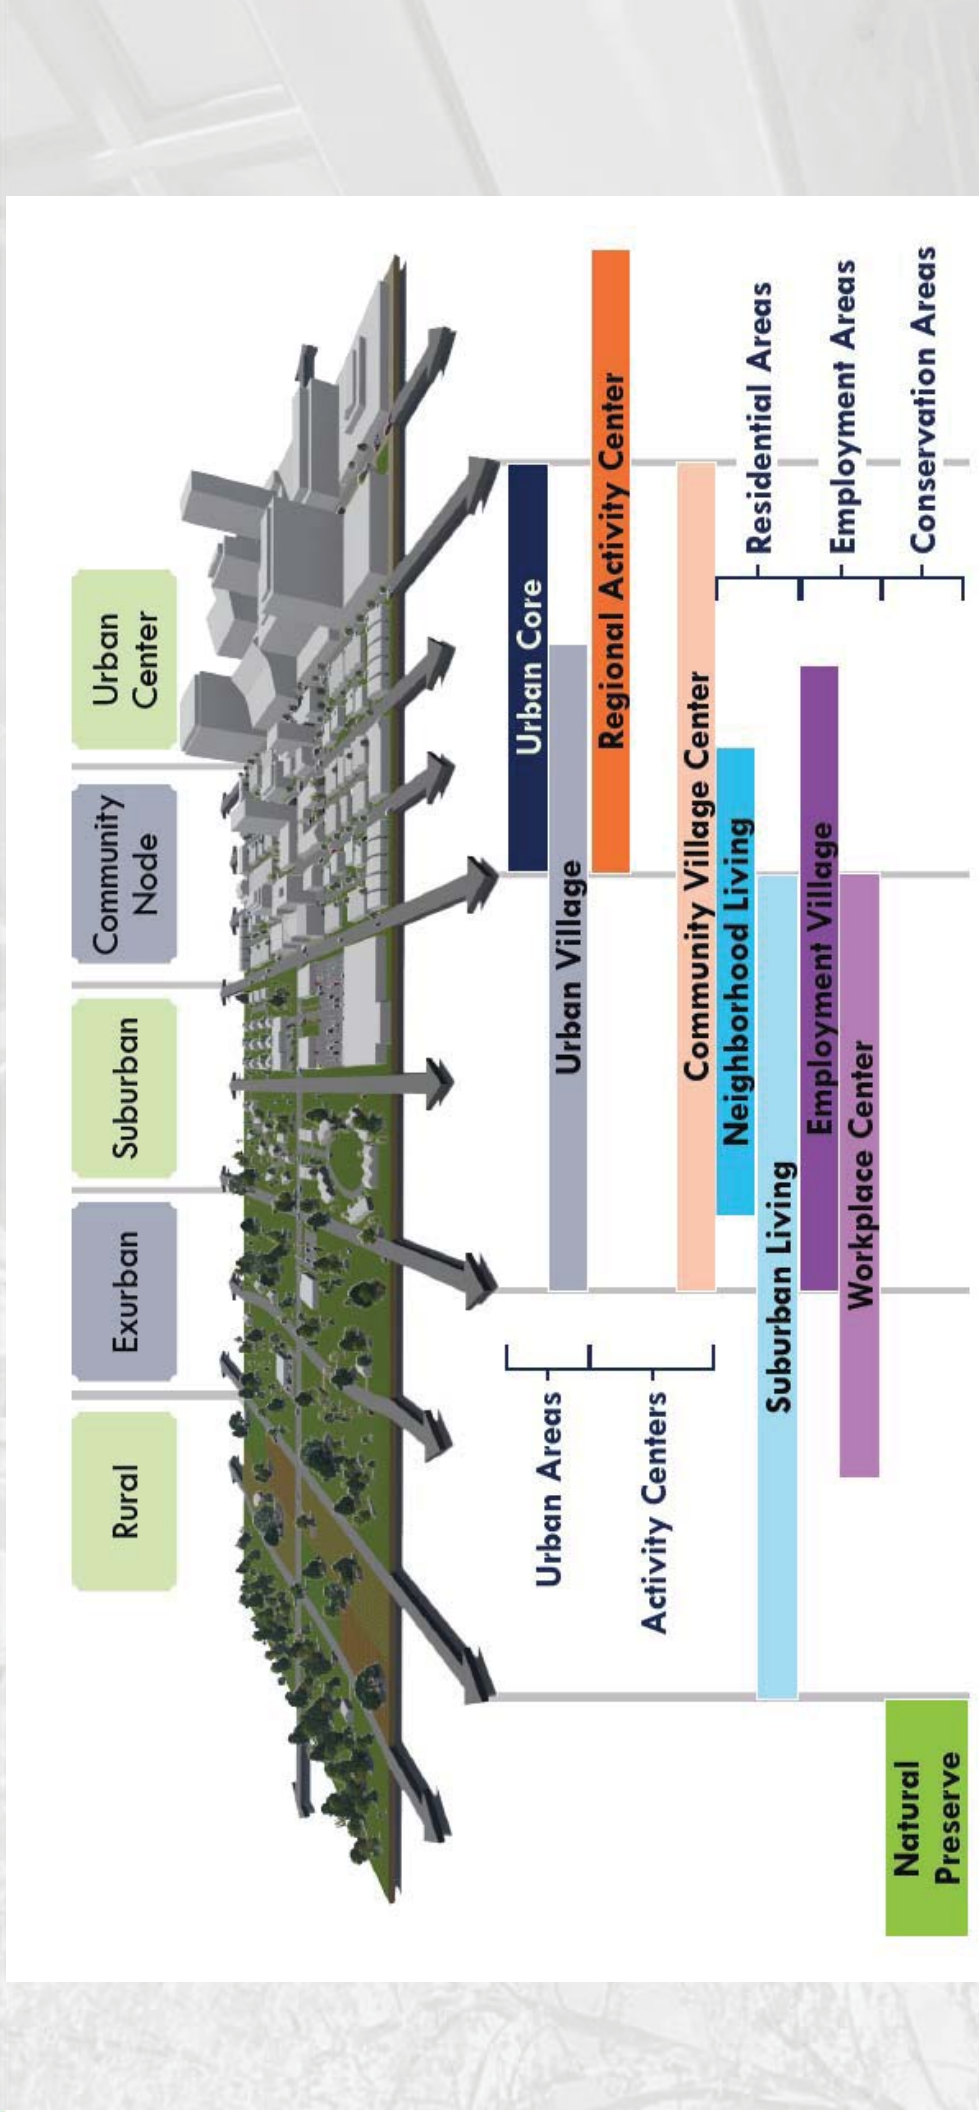 Rural
Exurban
Suburban
Community
Node
Urban
Center
Urban Areas
Urban Core
Urban Village
Activity Centers
Regional Activity Center
Community Village Center
Neighborhood Living
Residential Areas
Suburban Living
Employment Village
Employment Areas
Workplace Center
Natural
Preserve
Conservation Areas